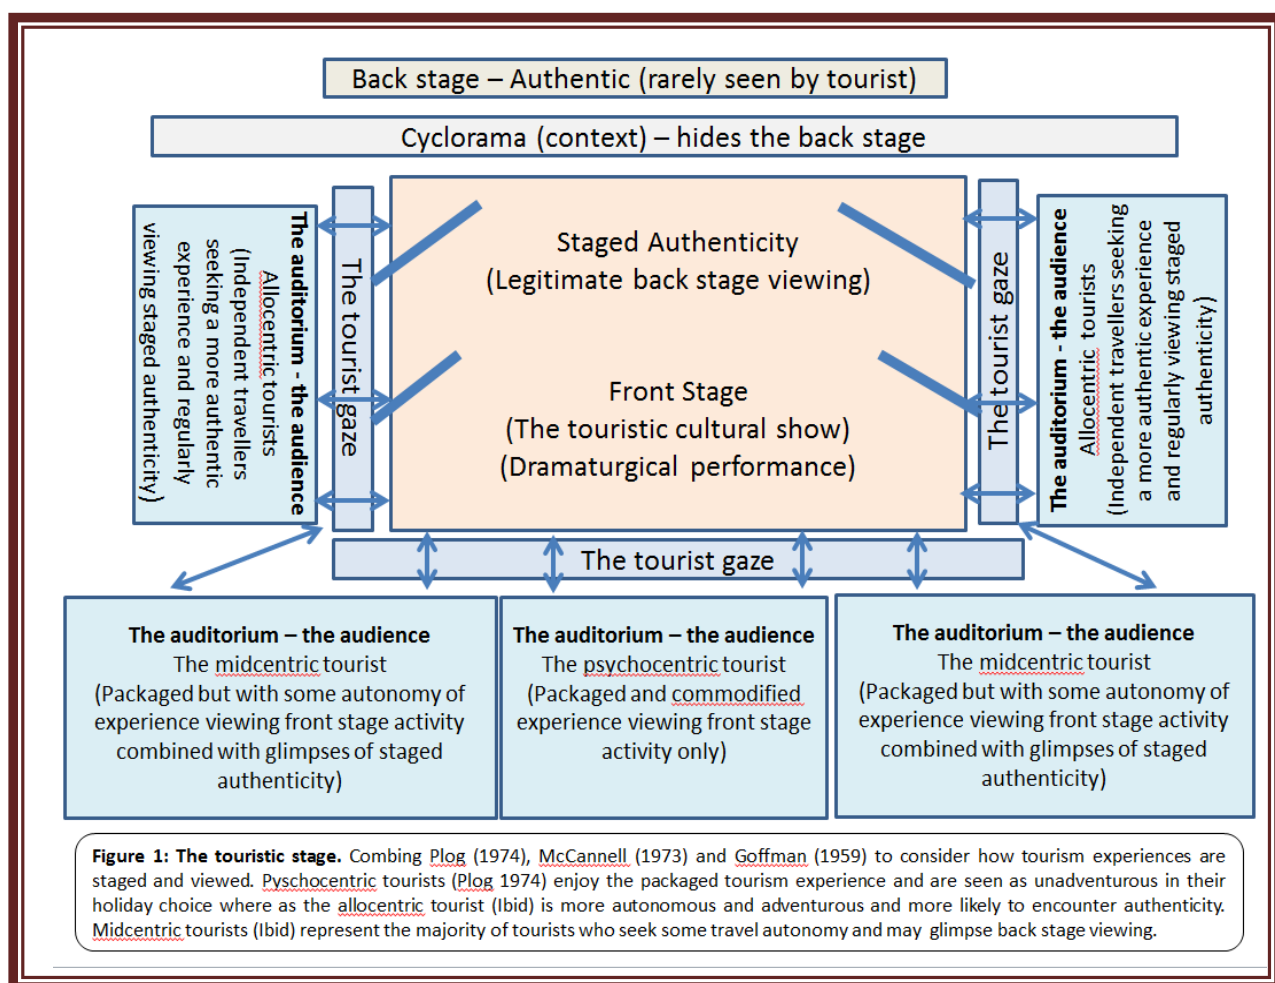 Back stage – Authentic (rarely seen by tourist)
Cyclorama (context) – hides the back stage
The auditorium - the audience
Allocentric tourists
(Independent travellers
seeking a more authentic
experience and regularly
viewing staged authenticity)
The tourist gaze
Staged Authenticity
(Legitimate back stage viewing)
Front Stage
(The touristic cultural show)
(Dramaturgical performance)
The tourist gaze
The auditorium - the audience
Allocentric tourists
(Independent travellers seeking
a more authentic experience
and regularly viewing staged
authenticity)
The tourist gaze
The auditorium – the audience
The midcentric tourist
(Packaged but with some autonomy of
experience viewing front stage activity
combined with glimpses of staged
authenticity)
The auditorium – the audience
The psychocentric tourist
(Packaged and commodified
experience viewing front stage
activity only)
The auditorium – the audience
The midcentric tourist
(Packaged but with some autonomy of
experience viewing front stage activity
combined with glimpses of staged
authenticity)
Figure 1: The touristic stage. Combing Plog (1974), McCannell (1973) and Goffman (1959) to consider how tourism experiences are
staged and viewed. Pyschocentric tourists (Plog 1974) enjoy the packaged tourism experience and are seen as unadventurous in their
holiday choice where as the allocentric tourist (Ibid) is more autonomous and adventurous and more likely to encounter authenticity.
Midcentric tourists (Ibid) represent the majority of tourists who seek some travel autonomy and may glimpse back stage viewing.